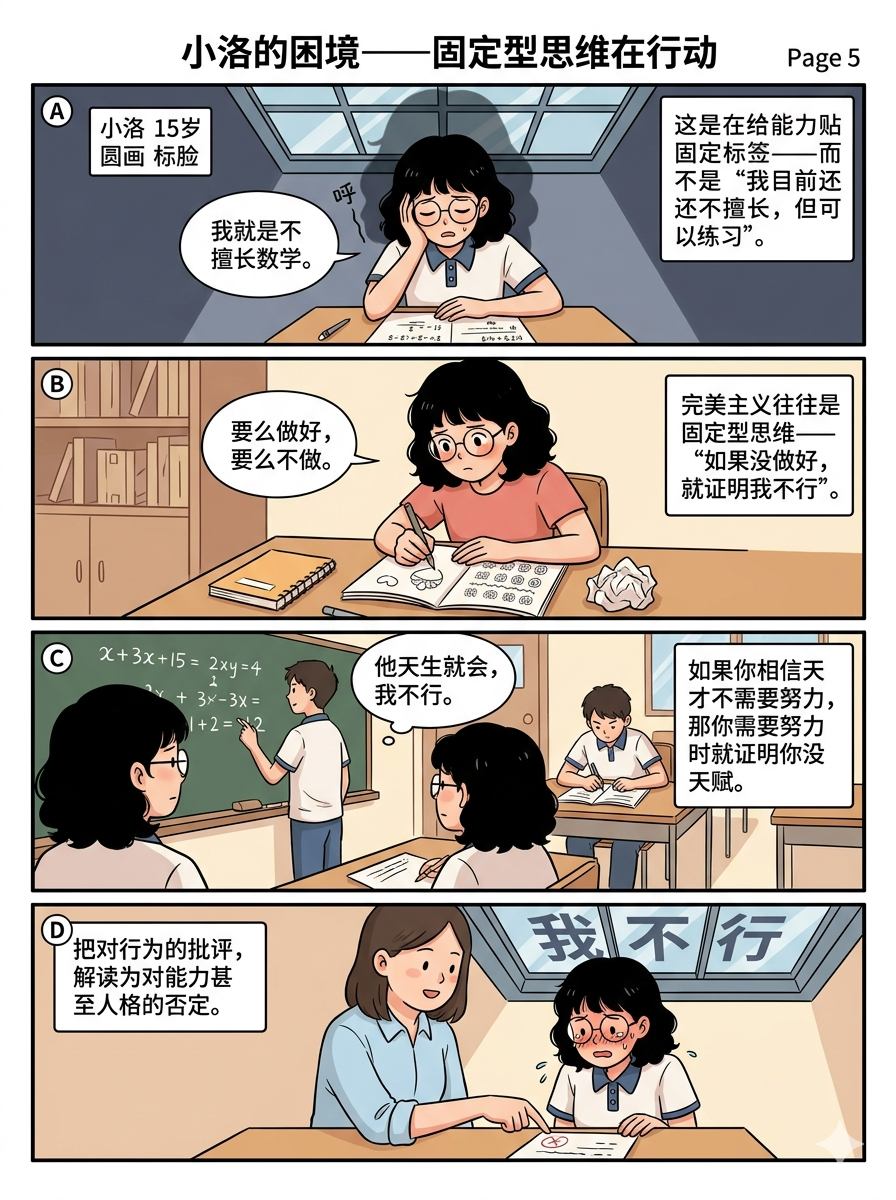 小洛的困境——固定型思维在行动
Page 5
A
小洛 15岁
圆画 标脸
呼
我就是不
擅长数学。
这是在给能力贴
固定标签——而
不是“我目前还
还不擅长，但可
以练习”。
B
要么做好，
要么不做。
完美主义往往是
固定型思维——
“如果没做好，
就证明我不行”。
C
x+3x+15= 2xy=4
他天生就会，
我不行。
如果你相信天
才不需要努力，
那你需要努力
时就证明你没
天赋。
D
把对行为的批评，
解读为对能力甚
至人格的否定。
我不行